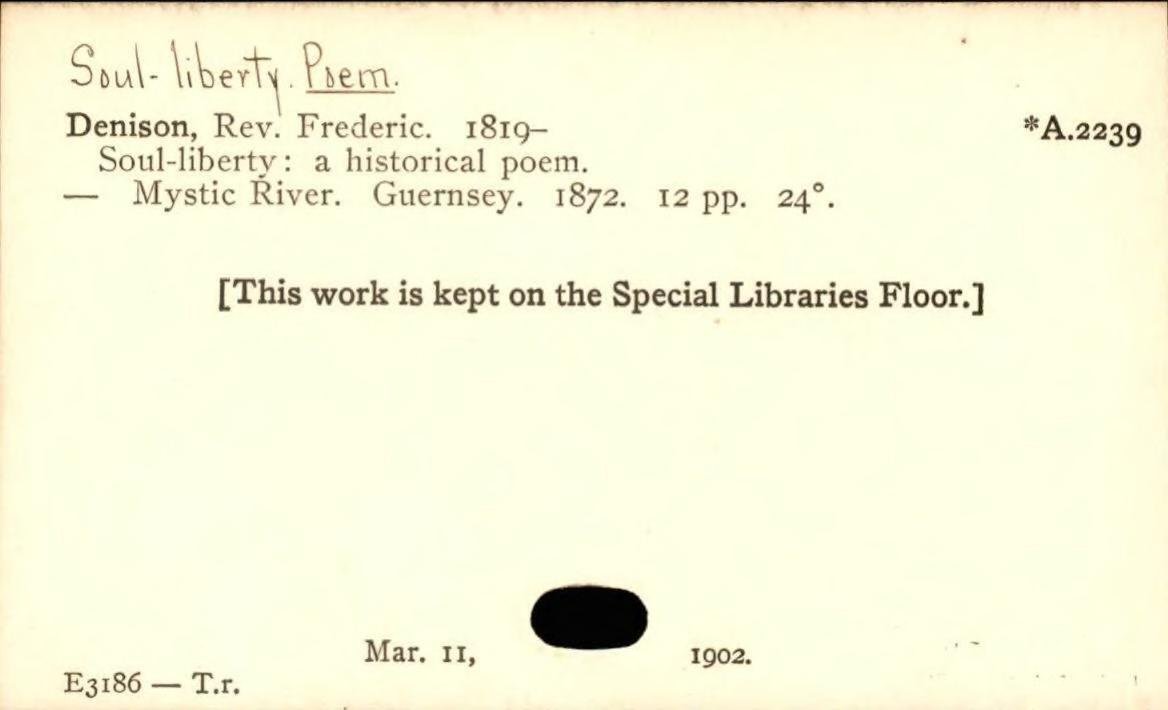 Soul-liberty. Poem.
Denison, Rev. Frederic. 1819– *A.2239
Soul-liberty: a historical poem.
— Mystic River. Guernsey. 1872. 12 pp. 24°.
[This work is kept on the Special Libraries Floor.]
Mar. 11, 1902.
E3186 — T.r.